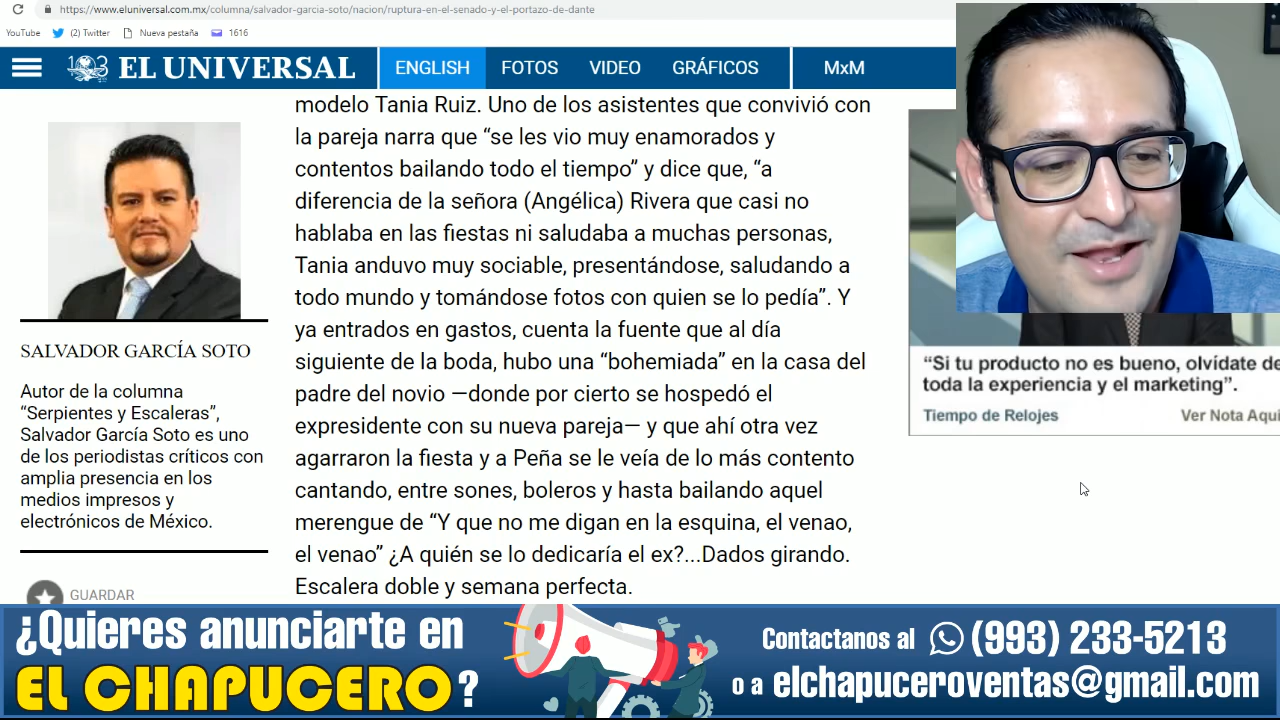 https://www.eluniversal.com.mx/columna/salvador-garcia-soto/nacion/ruptura-en-el-senado-y-el-portazo-de-dante
YouTube (2) Twitter Nueva pestaña 1616
103 EL UNIVERSAL ENGLISH FOTOS VIDEO GRÁFICOS MxM
modelo Tania Ruiz. Uno de los asistentes que convivió con
la pareja narra que “se les vio muy enamorados y
contentos bailando todo el tiempo” y dice que, “a
diferencia de la señora (Angélica) Rivera que casi no
hablaba en las fiestas ni saludaba a muchas personas,
Tania anduvo muy sociable, presentándose, saludando a
todo mundo y tomándose fotos con quien se lo pedía”. Y
ya entrados en gastos, cuenta la fuente que al día
siguiente de la boda, hubo una “bohemiada” en la casa del
padre del novio —donde por cierto se hospedó el
expresidente con su nueva pareja— y que ahí otra vez
agarraron la fiesta y a Peña se le veía de lo más contento
cantando, entre sones, boleros y hasta bailando aquel
merengue de “Y que no me digan en la esquina, el venao,
el venao” ¿A quién se lo dedicaría el ex?...Dados girando.
Escalera doble y semana perfecta.
SALVADOR GARCÍA SOTO
Autor de la columna
“Serpientes y Escaleras”,
Salvador García Soto es uno
de los periodistas críticos con
amplia presencia en los
medios impresos y
electrónicos de México.
GUARDAR
“Si tu producto no es bueno, olvídate de
toda la experiencia y el marketing”.
Tiempo de Relojes Ver Nota Aqui
¿Quieres anunciarte en
EL CHAPUCERO?
Contactanos al (993) 233-5213
o a elchapuceroventas@gmail.com